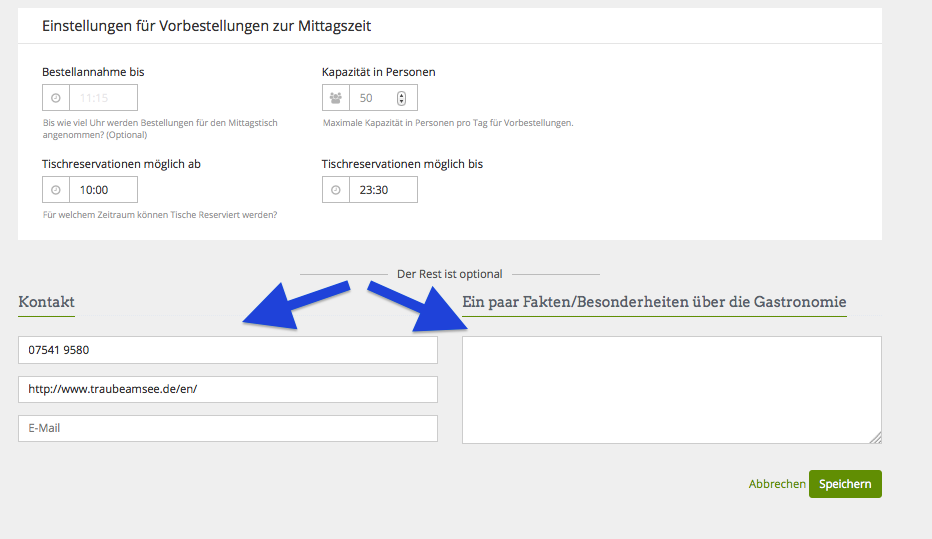 Einstellungen für Vorbestellungen zur Mittagszeit
Bestellannahme bis
Kapazität in Personen
11:15
50
Bis wie viel Uhr werden Bestellungen für den Mittagstisch
angenommen? (Optional)
Maximale Kapazität in Personen pro Tag für Vorbestellungen.
Tischreservationen möglich ab
Tischreservationen möglich bis
10:00
23:30
Für welchem Zeitraum können Tische Reserviert werden?
Der Rest ist optional
Kontakt
Ein paar Fakten/Besonderheiten über die Gastronomie
07541 9580
http://www.traubeamsee.de/en/
E-Mail
Abbrechen
Speichern